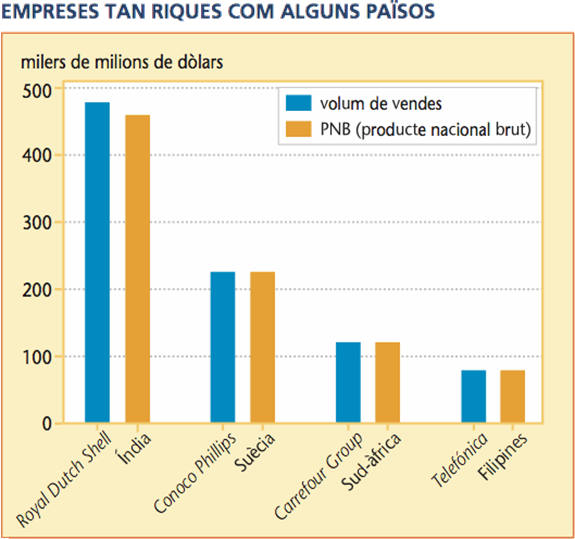 EMPRESES TAN RIQUES COM ALGUNS PAÏSOS
milers de milions de dòlars
500
400
300
200
100
0
volum de vendes
PNB (producte nacional brut)
Royal Dutch Shell
Índia
Conoco Phillips
Suècia
Carrefour Group
Sud-àfrica
Telefónica
Filipines